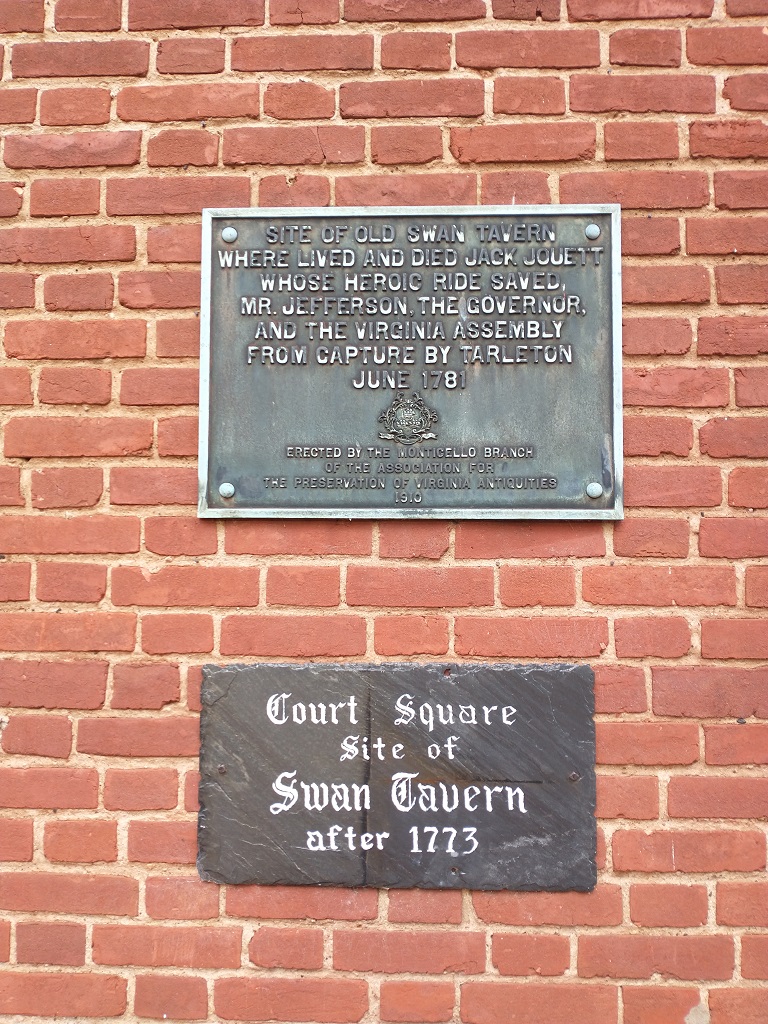 SITE OF OLD SWAN TAVERN
WHERE LIVED AND DIED JACK JOUETT
WHOSE HEROIC RIDE SAVED,
MR. JEFFERSON, THE GOVERNOR,
AND THE VIRGINIA ASSEMBLY
FROM CAPTURE BY TARLETON
JUNE 1781
ERECTED BY THE MONTICELLO BRANCH
OF THE ASSOCIATION FOR
THE PRESERVATION OF VIRGINIA ANTIQUITIES
1910
Court Square
Site of
Swan Tavern
after 1773